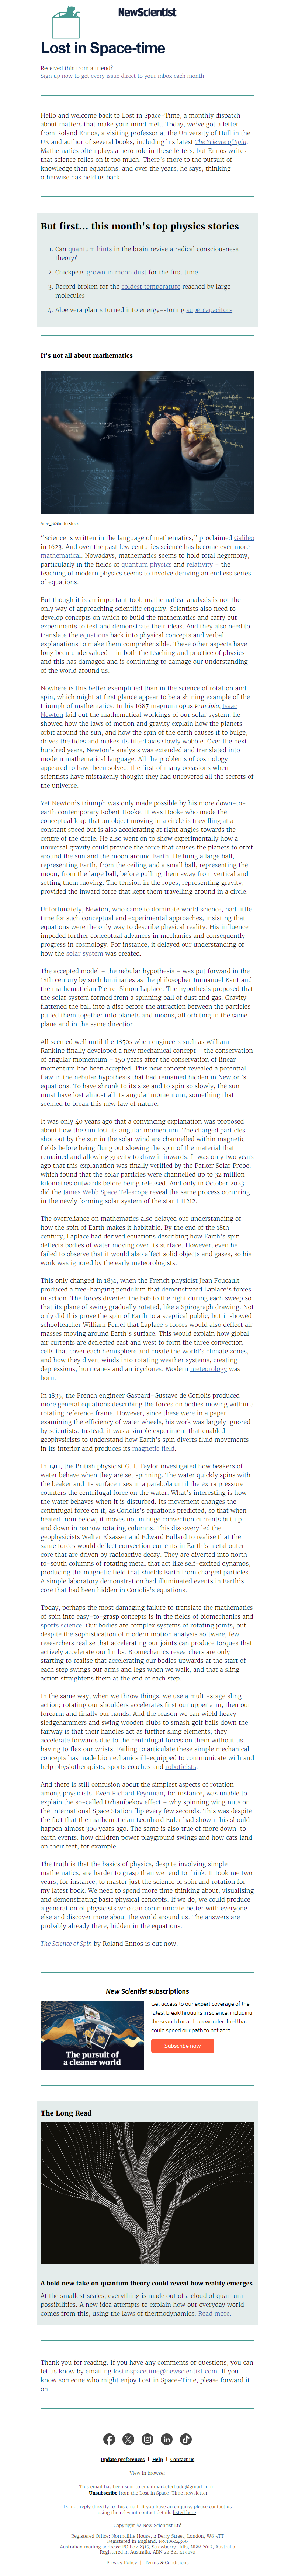 NewScientist
Lost in Space-time
Received this from a friend?
Sign up now to get every issue direct to your inbox each month
Hello and welcome back to Lost in Space-Time, a monthly dispatch
about matters that make your mind melt. Today, we've got a letter
from Roland Ennos, a visiting professor at the University of Hull in the
UK and author of several books, including his latest The Science of Spin.
Mathematics often plays a hero role in these letters, but Ennos writes
that science relies on it too much. There's more to the pursuit of
knowledge than equations, and over the years, he says, thinking
otherwise has held us back…
But first… this month's top physics stories
1. Can quantum hints in the brain revive a radical consciousness
theory?
2. Chickpeas grown in moon dust for the first time
3. Record broken for the coldest temperature reached by large
molecules
4. Aloe vera plants turned into energy-storing supercapacitors
It's not all about mathematics
"Science is written in the language of mathematics," proclaimed Galileo
in 1623. And over the past few centuries science has become ever more
mathematical. Nowadays, mathematics seems to hold total hegemony,
particularly in the fields of quantum physics and relativity – the
teaching of modern physics seems to involve deriving an endless series
of equations.
But though it is an important tool, mathematical analysis is not the
only way of approaching scientific enquiry. Scientists also need to
develop concepts on which to build the mathematics and carry out
experiments to test and demonstrate their ideas. And they also need to
translate the equations back into physical concepts and verbal
explanations to make them comprehensible. These other aspects have
long been undervalued – in both the teaching and practice of physics –
and this has damaged and is continuing to damage our understanding
of the world around us.
Nowhere is this better exemplified than in the science of rotation and
spin, which might at first glance appear to be a shining example of the
triumph of mathematics. In his 1687 magnum opus Principia, Isaac
Newton laid out the mathematical workings of our solar system: he
showed how the laws of motion and gravity explain how the planets
orbit around the sun, and how the spin of the earth causes it to bulge,
drives the tides and makes its tilted axis slowly wobble. Over the next
hundred years, Newton's analysis was extended and translated into
modern mathematical language. All the problems of cosmology
appeared to have been solved, the first of many occasions when
scientists have mistakenly thought they had uncovered all the secrets of
the universe.
Yet Newton's triumph was only made possible by his more down-to-
earth contemporary Robert Hooke. It was Hooke who made the
conceptual leap that an object moving in a circle is travelling at a
constant speed but is also accelerating at right angles towards the
centre of the circle. He also went on to show experimentally how a
universal gravity could provide the force that causes the planets to orbit
around the sun and the moon around Earth. He hung a large ball,
representing Earth, from the ceiling and a small ball, representing the
moon, from the large ball, before pulling them away from vertical and
setting them moving. The tension in the ropes, representing gravity,
provided the inward force that kept them travelling around in a circle.
Unfortunately, Newton, who came to dominate world science, had little
time for such conceptual and experimental approaches, insisting that
equations were the only way to describe physical reality. His influence
impeded further conceptual advances in mechanics and consequently
progress in cosmology. For instance, it delayed our understanding of
how the solar system was created.
The accepted model – the nebular hypothesis – was put forward in the
18th century by such luminaries as the philosopher Immanuel Kant and
the mathematician Pierre-Simon Laplace. The hypothesis proposed that
the solar system formed from a spinning ball of dust and gas. Gravity
flattened the ball into a disc before the attraction between the particles
pulled them together into planets and moons, all orbiting in the same
plane and in the same direction.
All seemed well until the 1850s when engineers such as William
Rankine finally developed a new mechanical concept – the conservation
of angular momentum – 150 years after the conservation of linear
momentum had been accepted. This new concept revealed a potential
flaw in the nebular hypothesis that had remained hidden in Newton's
equations. To have shrunk to its size and to spin so slowly, the sun
must have lost almost all its angular momentum, something that
seemed to break this new law of nature.
It was only 40 years ago that a convincing explanation was proposed
about how the sun lost its angular momentum. The charged particles
shot out by the sun in the solar wind are channelled within magnetic
fields before being flung out slowing the spin of the material that
remained and allowing gravity to draw it inwards. It was only two years
ago that this explanation was finally verified by the Parker Solar Probe,
which found that the solar particles were channelled up to 32 million
kilometres outwards before being released. And only in October 2023
did the James Webb Space Telescope reveal the same process occurring
in the newly forming solar system of the star HH212.
The overreliance on mathematics also delayed our understanding of
how the spin of Earth makes it habitable. By the end of the 18th
century, Laplace had derived equations describing how Earth's spin
deflects bodies of water moving over its surface. However, even he
failed to observe that it would also affect solid objects and gases, so his
work was ignored by the early meteorologists.
This only changed in 1851, when the French physicist Jean Foucault
produced a free-hanging pendulum that demonstrated Laplace's forces
in action. The forces diverted the bob to the right during each sweep so
that its plane of swing gradually rotated, like a Spirograph drawing. Not
only did this prove the spin of Earth to a sceptical public, but it showed
schoolteacher William Ferrel that Laplace's forces would also deflect air
masses moving around Earth's surface. This would explain how global
air currents are deflected east and west to form the three convection
cells that cover each hemisphere and create the world's climate zones,
and how they divert winds into rotating weather systems, creating
depressions, hurricanes and anticyclones. Modern meteorology was
born.
In 1835, the French engineer Gaspard-Gustave de Coriolis produced
more general equations describing the forces on bodies moving within a
rotating reference frame. However, since these were in a paper
examining the efficiency of water wheels, his work was largely ignored
by scientists. Instead, it was a simple experiment that enabled
geophysicists to understand how Earth's spin diverts fluid movements
in its interior and produces its magnetic field.
In 1911, the British physicist G. I. Taylor investigated how beakers of
water behave when they are set spinning. The water quickly spins with
the beaker and its surface rises in a parabola until the extra pressure
counters the centrifugal force on the water. What's interesting is how
the water behaves when it is disturbed. Its movement changes the
centrifugal force on it, as Coriolis's equations predicted, so that when
heated from below, it moves not in huge convection currents but up
and down in narrow rotating columns. This discovery led the
geophysicists Walter Elsasser and Edward Bullard to realise that the
same forces would deflect convection currents in Earth's metal outer
core that are driven by radioactive decay. They are diverted into north-
to-south columns of rotating metal that act like self-excited dynamos,
producing the magnetic field that shields Earth from charged particles.
A simple laboratory demonstration had illuminated events in Earth's
core that had been hidden in Coriolis's equations.
Today, perhaps the most damaging failure to translate the mathematics
of spin into easy-to-grasp concepts is in the fields of biomechanics and
sports science. Our bodies are complex systems of rotating joints, but
despite the sophistication of modern motion analysis software, few
researchers realise that accelerating our joints can produce torques that
actively accelerate our limbs. Biomechanics researchers are only
starting to realise that accelerating our bodies upwards at the start of
each step swings our arms and legs when we walk, and that a sling
action straightens them at the end of each step.
In the same way, when we throw things, we use a multi-stage sling
action; rotating our shoulders accelerates first our upper arm, then our
forearm and finally our hands. And the reason we can wield heavy
sledgehammers and swing wooden clubs to smash golf balls down the
fairway is that their handles act as further sling elements; they
accelerate forwards due to the centrifugal forces on them without us
having to flex our wrists. Failing to articulate these simple mechanical
concepts has made biomechanics ill-equipped to communicate with and
help physiotherapists, sports coaches and roboticists.
And there is still confusion about the simplest aspects of rotation
among physicists. Even Richard Feynman, for instance, was unable to
explain the so-called Dzhanibekov effect – why spinning wing nuts on
the International Space Station flip every few seconds. This was despite
the fact that the mathematician Leonhard Euler had shown this should
happen almost 300 years ago. The same is also true of more down-to-
earth events: how children power playground swings and how cats land
on their feet, for example.
The truth is that the basics of physics, despite involving simple
mathematics, are harder to grasp than we tend to think. It took me two
years, for instance, to master just the science of spin and rotation for
my latest book. We need to spend more time thinking about, visualising
and demonstrating basic physical concepts. If we do, we could produce
a generation of physicists who can communicate better with everyone
else and discover more about the world around us. The answers are
probably already there, hidden in the equations.
The Science of Spin by Roland Ennos is out now.
New Scientist subscriptions
Get access to our expert coverage of the
latest breakthroughs in science, including
the search for a clean wonder-fuel that
could speed our path to net zero.
Subscribe now
The pursuit of
a cleaner world
The Long Read
A bold new take on quantum theory could reveal how reality emerges
At the smallest scales, everything is made out of a cloud of quantum
possibilities. A new idea attempts to explain how our everyday world
comes from this, using the laws of thermodynamics. Read more.
Thank you for reading. If you have any comments or questions, you can
let us know by emailing lostinspacetime@newscientist.com. If you
know someone who might enjoy Lost in Space-Time, please forward it
on.
Update preferences | Help | Contact us
View in browser
This email has been sent to emailmarketerbud@gmail.com
Unsubscribe from the Lost in Space-Time newsletter
Do not reply directly to this email. If you have an enquiry, please contact us
using the relevant contact details listed here.
Copyright © New Scientist Ltd
Registered Office: Northcliffe House, 2 Derry Street, London, W8 5TT
Registered in England: No 10644366
Privacy Policy | Terms & Conditions